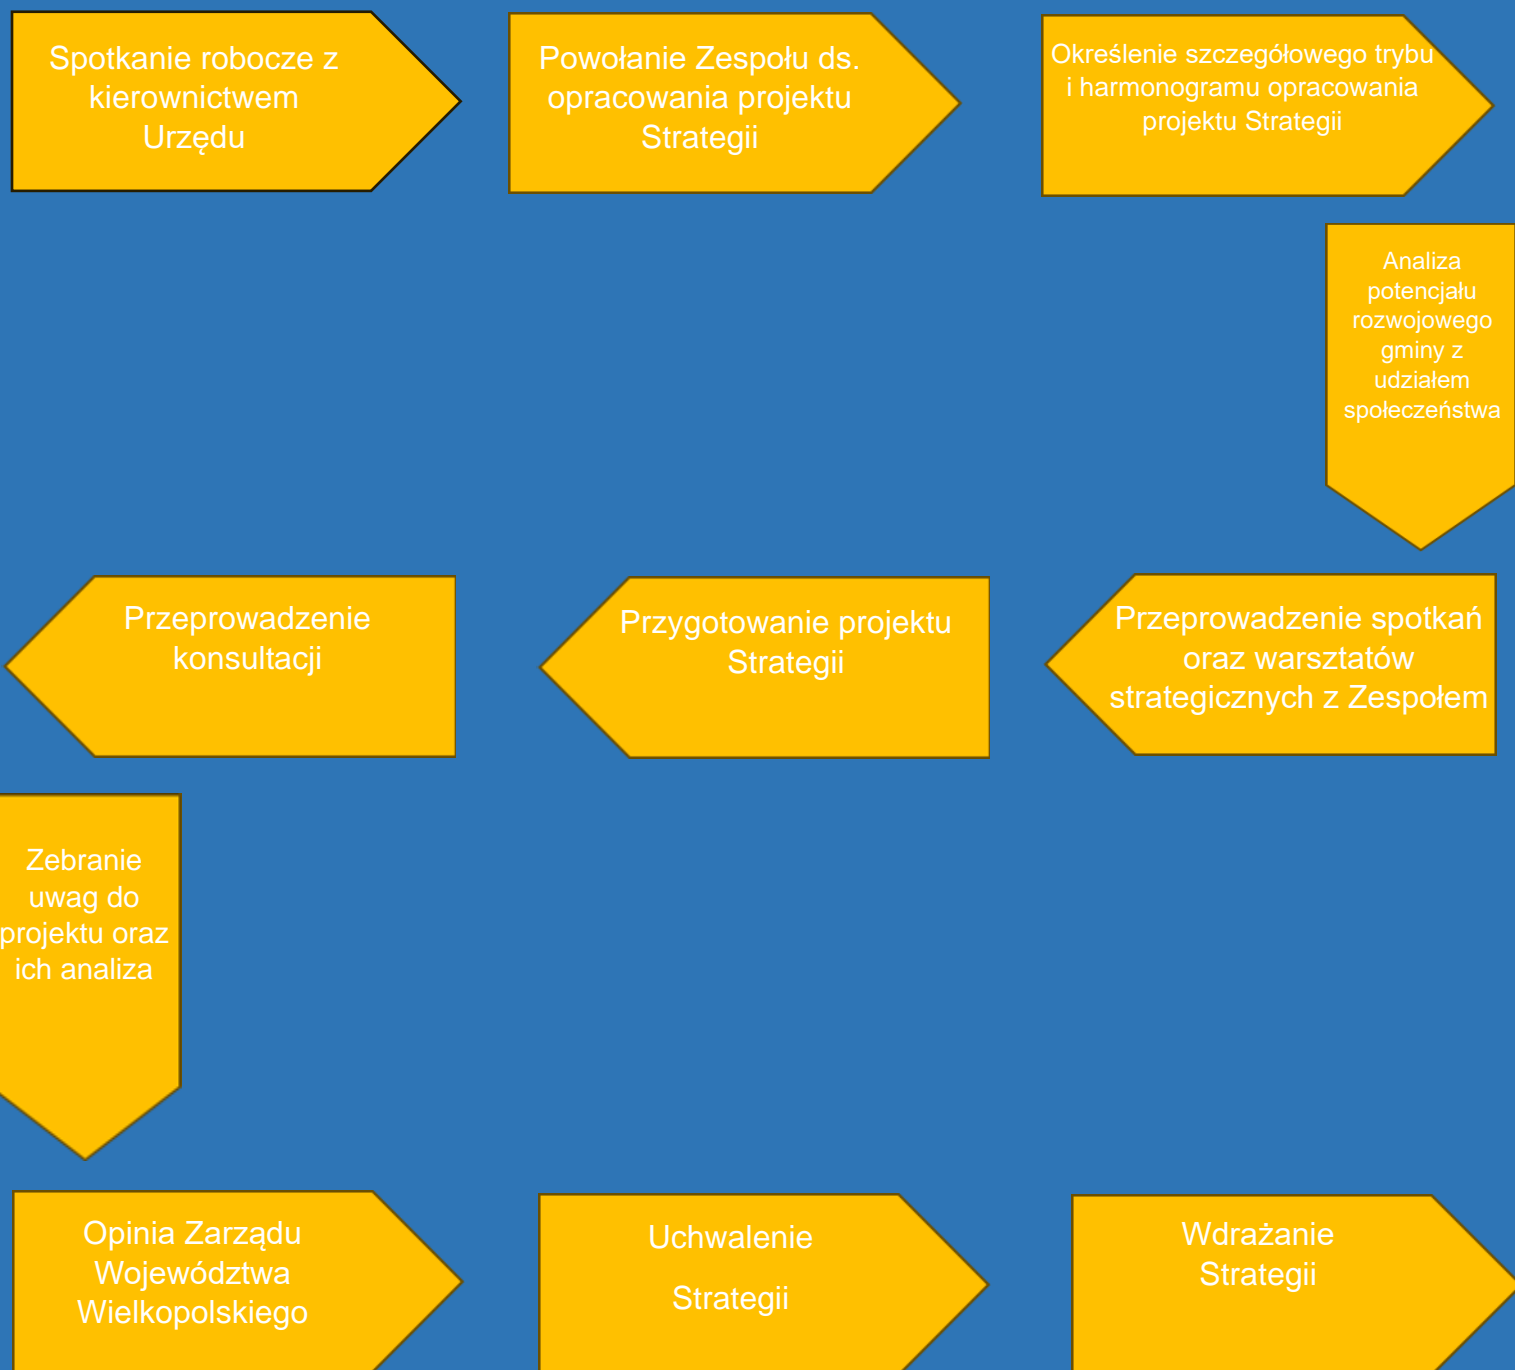 Spotkanie robocze z
kierownictwem
Urzędu
Powołanie Zespołu ds.
opracowania projektu
Strategii
Określenie szczegółowego trybu
i harmonogramu opracowania
projektu Strategii
Analiza
potencjału
rozwojowego
gminy z
udziałem
społeczeństwa
Przeprowadzenie spotkań
oraz warsztatów
strategicznych z Zespołem
Przygotowanie projektu
Strategii
Przeprowadzenie
konsultacji
Zebranie
uwag do
projektu oraz
ich analiza
Opinia Zarządu
Województwa
Wielkopolskiego
Uchwalenie
Strategii
Wdrażanie
Strategii